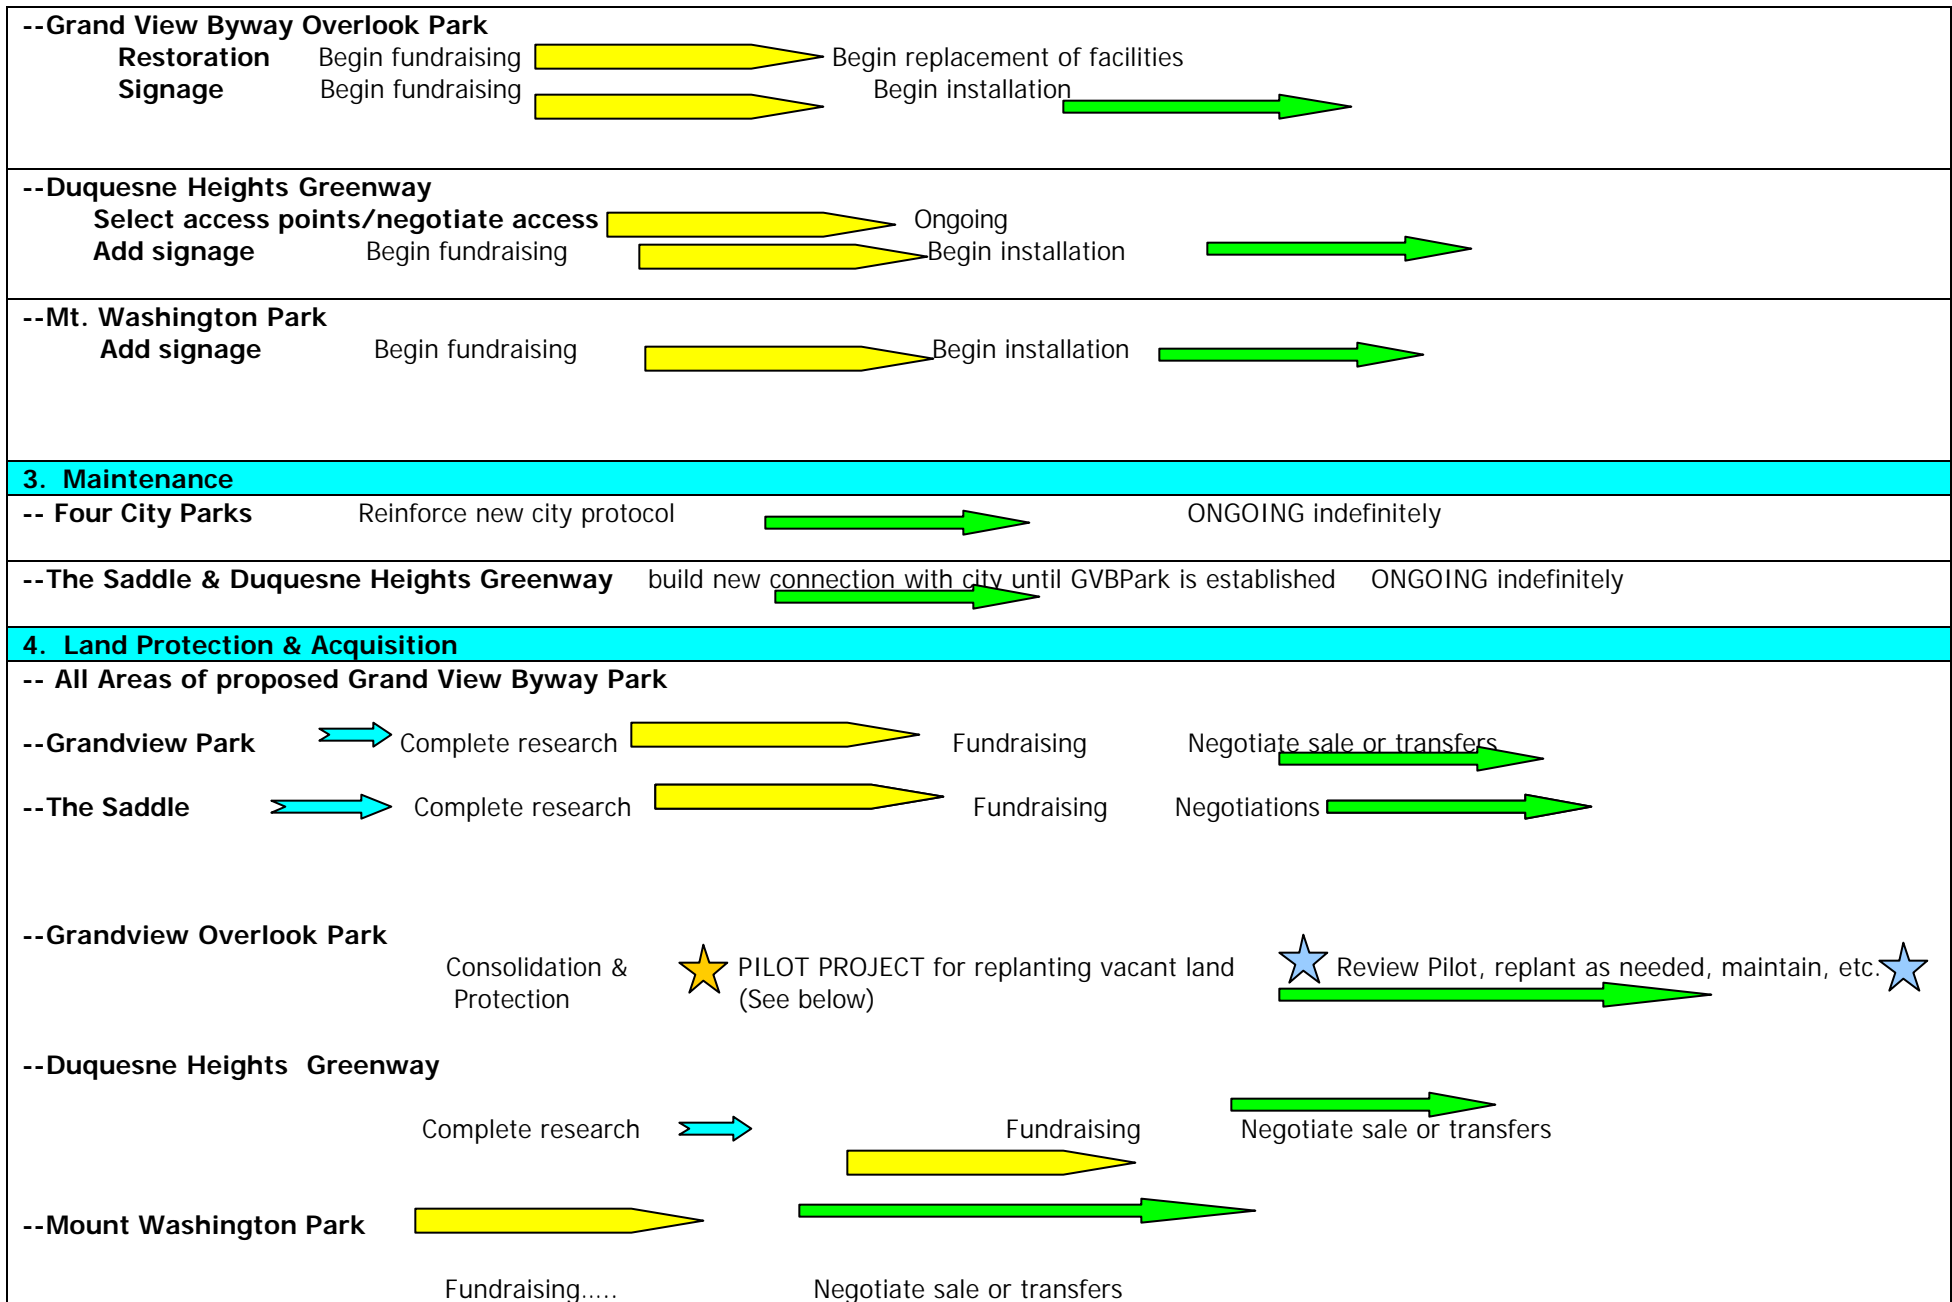 --Grand View Byway Overlook Park
Restoration Begin fundraising Begin replacement of facilities
Signage Begin fundraising Begin installation
--Duquesne Heights Greenway
Select access points/negotiate access Ongoing
Add signage Begin fundraising Begin installation
--Mt. Washington Park
Add signage Begin fundraising Begin installation
3. Maintenance
-- Four City Parks Reinforce new city protocol ONGOING indefinitely
--The Saddle & Duquesne Heights Greenway build new connection with city until GVBPark is established ONGOING indefinitely
4. Land Protection & Acquisition
-- All Areas of proposed Grand View Byway Park
--Grandview Park Complete research Fundraising Negotiate sale or transfers
--The Saddle Complete research Fundraising Negotiations
--Grandview Overlook Park
Consolidation & PILOT PROJECT for replanting vacant land Review Pilot, replant as needed, maintain, etc.
Protection (See below)
--Duquesne Heights Greenway
Complete research Fundraising Negotiate sale or transfers
--Mount Washington Park
Fundraising..... Negotiate sale or transfers